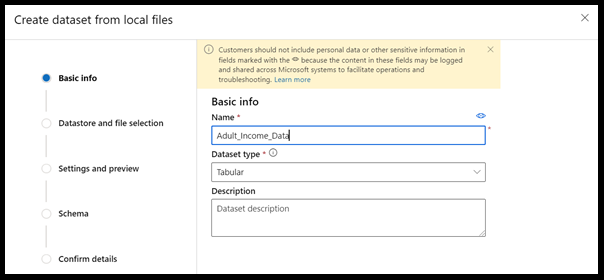 Create dataset from local files
Customers should not include personal data or other sensitive information in
fields marked with the because the content in these fields may be logged
and shared across Microsoft systems to facilitate operations and
troubleshooting. Learn more
Basic info
Datastore and file selection
Settings and preview
Schema
Confirm details
Basic info
Name *
Adult_Income_Data
*
Dataset type *
Tabular
Description
Dataset description